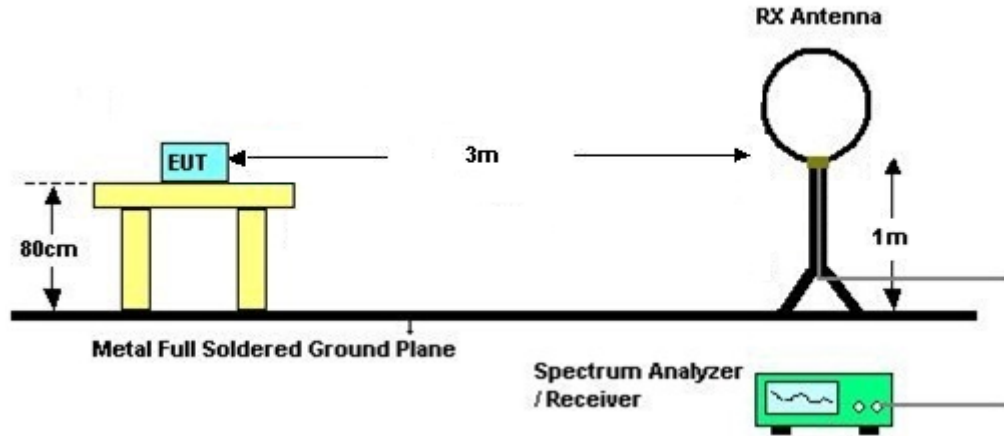 RX Antenna
EUT
3m
80cm
1m
Metal Full Soldered Ground Plane
Spectrum Analyzer
/ Receiver